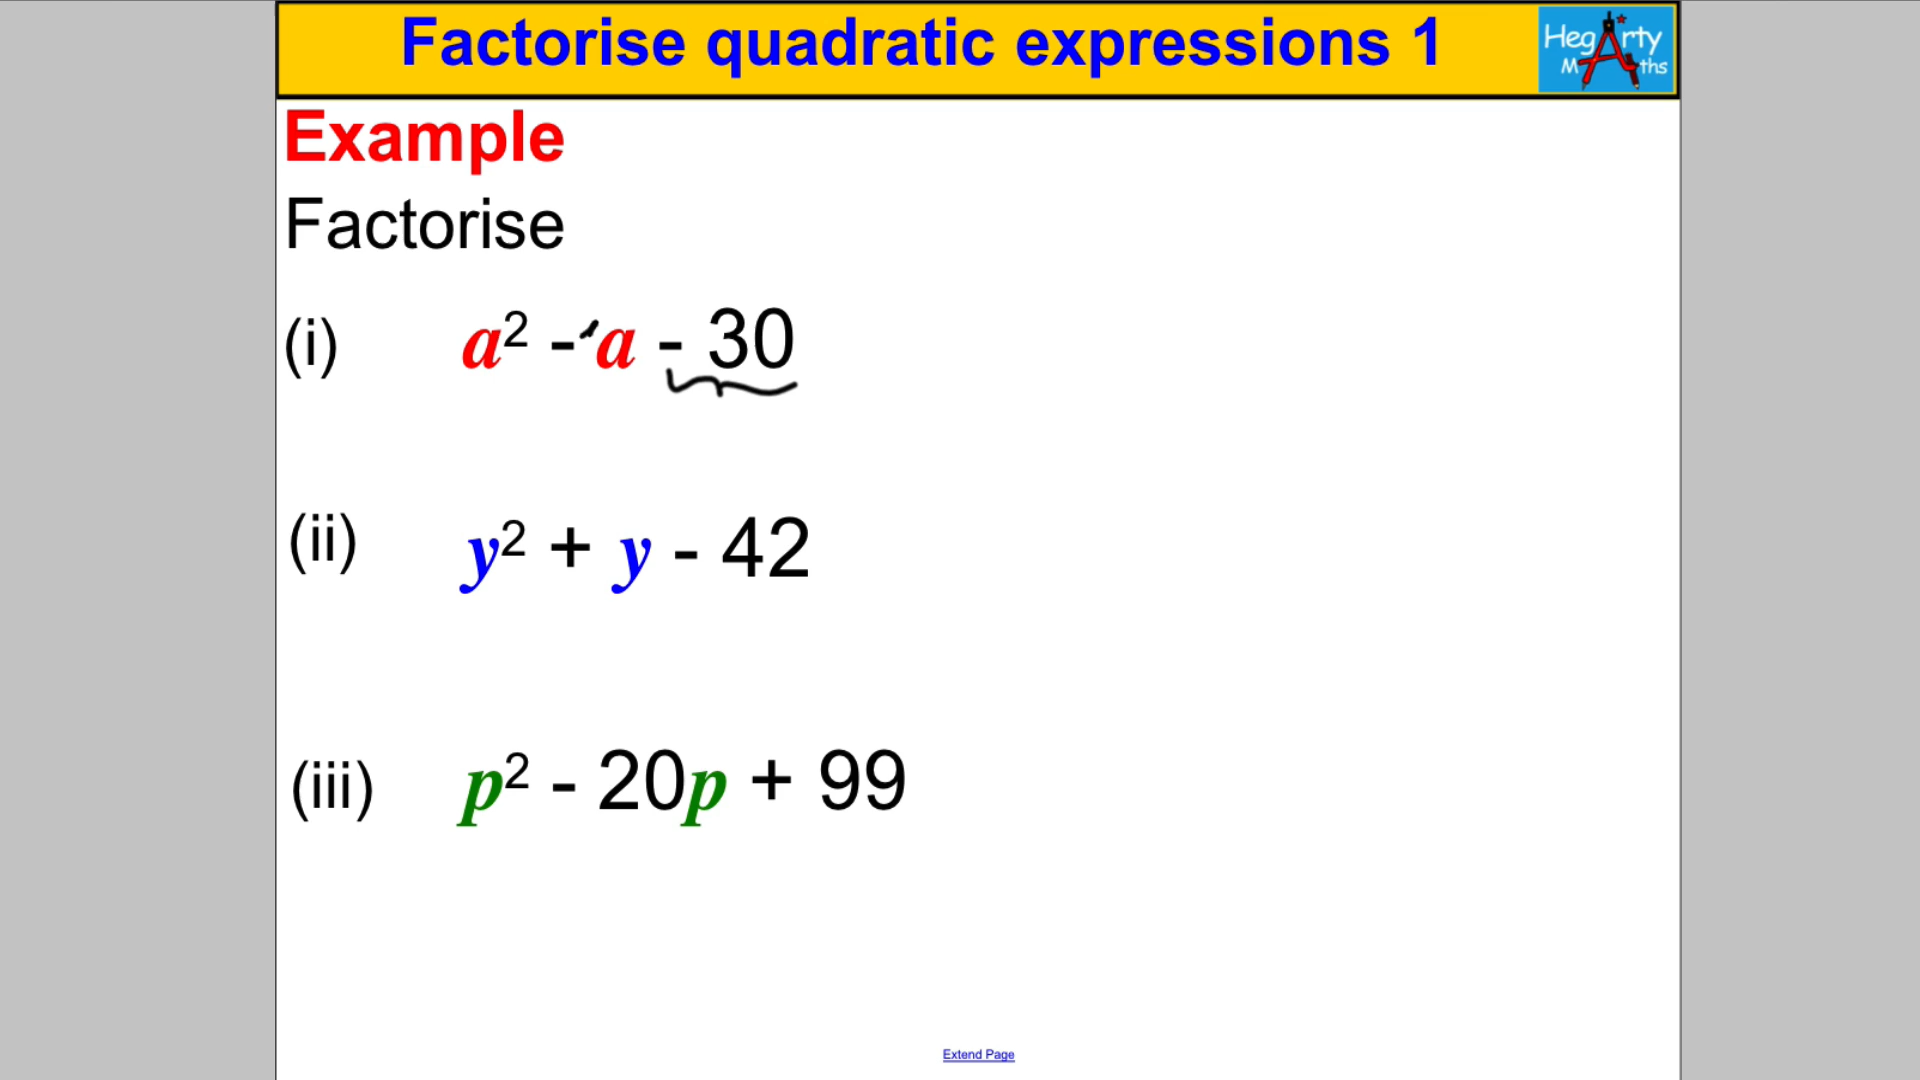 Factorise quadratic expressions 1
HegArty
Maths
Example
Factorise
(i) a² - a - 30
(ii) y² + y - 42
(iii) p² - 20p + 99
Extend Page